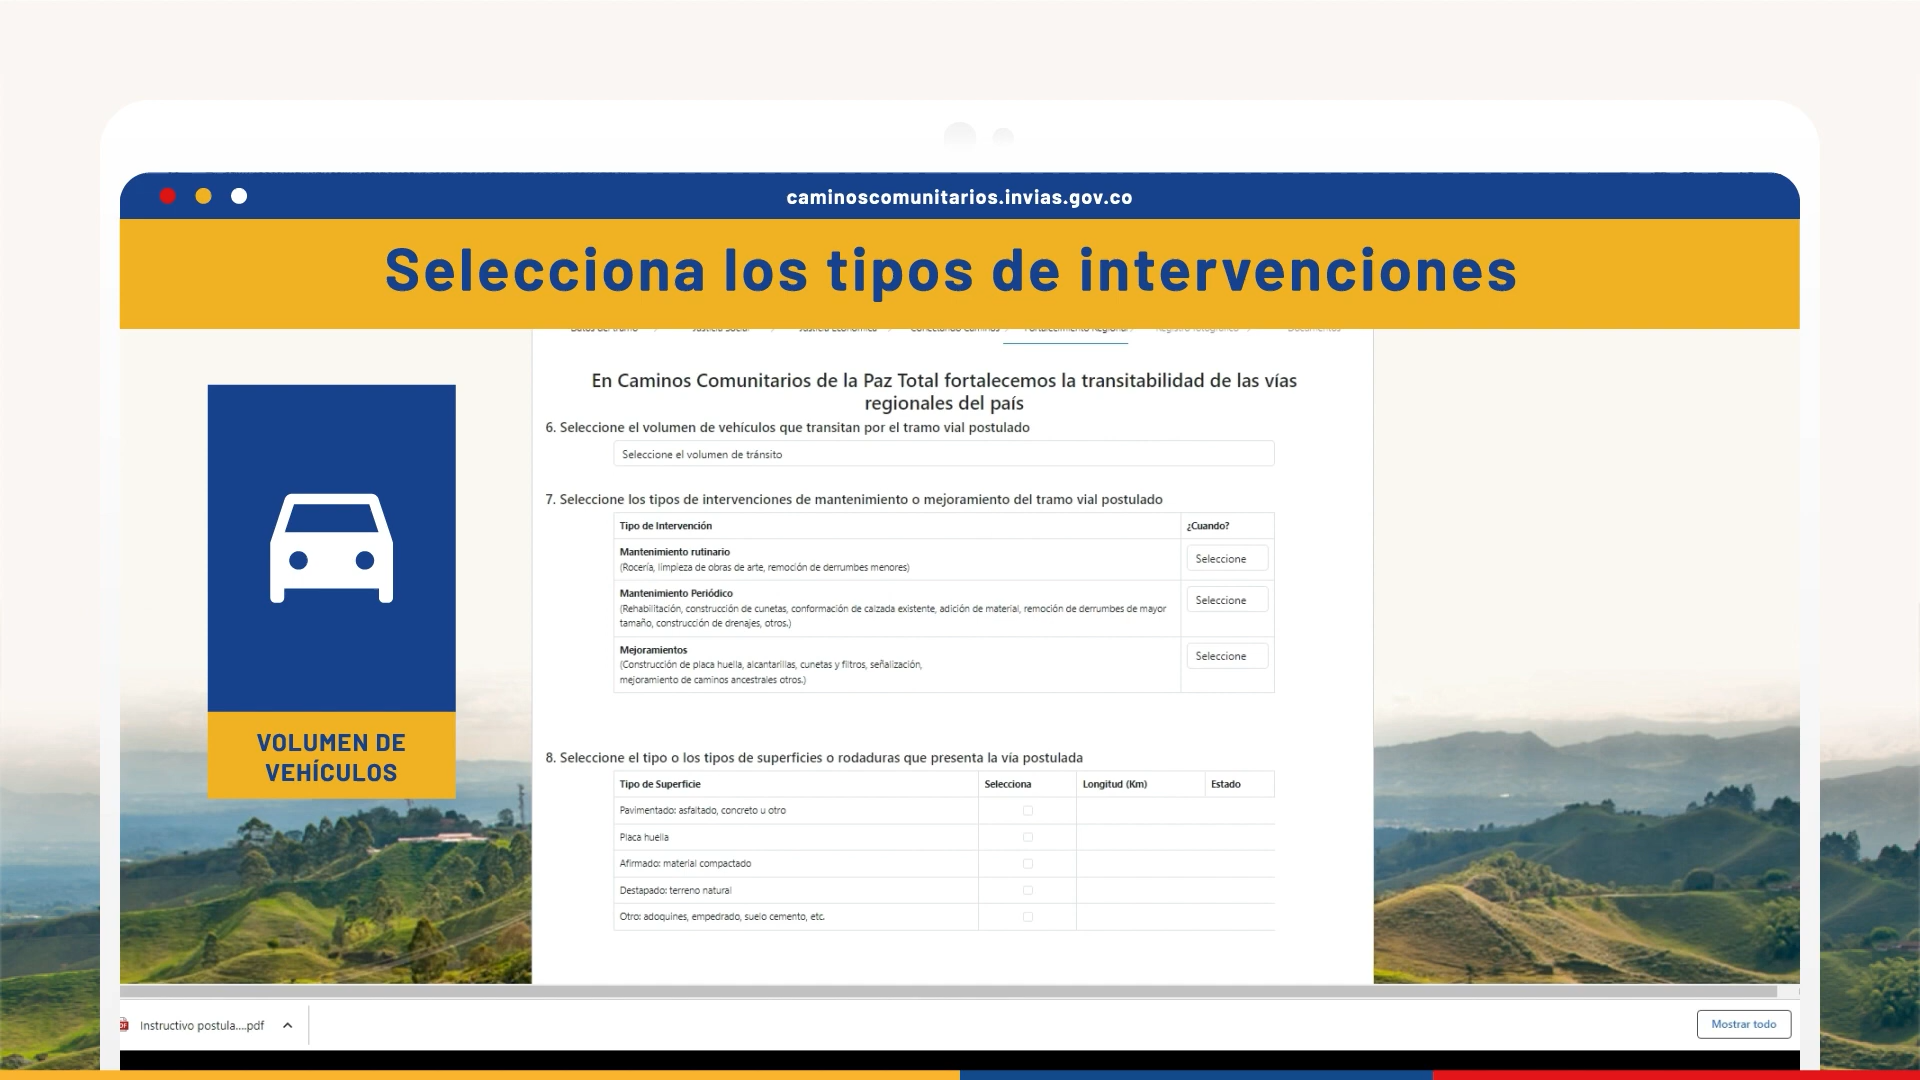 caminoscomunitarios.invias.gov.co
Selecciona los tipos de intervenciones
Fortalecimiento Regional
En Caminos Comunitarios de la Paz Total fortalecemos la transitabilidad de las vías
regionales del país
6. Seleccione el volumen de vehículos que transitan por el tramo vial postulado
Seleccione el volumen de tránsito
7. Seleccione los tipos de intervenciones de mantenimiento o mejoramiento del tramo vial postulado
Tipo de Intervención ¿Cuando?
Mantenimiento rutinario
(Rocería, limpieza de obras de arte, remoción de derrumbes menores)
Seleccione
Mantenimiento Periódico
(Rehabilitación, construcción de cunetas, conformación de calzada existente, adición de material, remoción de derrumbes de mayor
tamaño, construcción de drenajes, otros.)
Seleccione
Mejoramientos
(Construcción de placa huella, alcantarillas, cunetas y filtros, señalización,
mejoramiento de caminos ancestrales otros.)
Seleccione
8. Seleccione el tipo o los tipos de superficies o rodaduras que presenta la vía postulada
Tipo de Superficie Selecciona Longitud (Km) Estado
Pavimentado: asfaltado, concreto u otro
Placa huella
Afirmado: material compactado
Destapado: terreno natural
Otro: adoquines, empedrado, suelo cemento, etc.
VOLUMEN DE
VEHÍCULOS
Instructivo postula....pdf
Mostrar todo